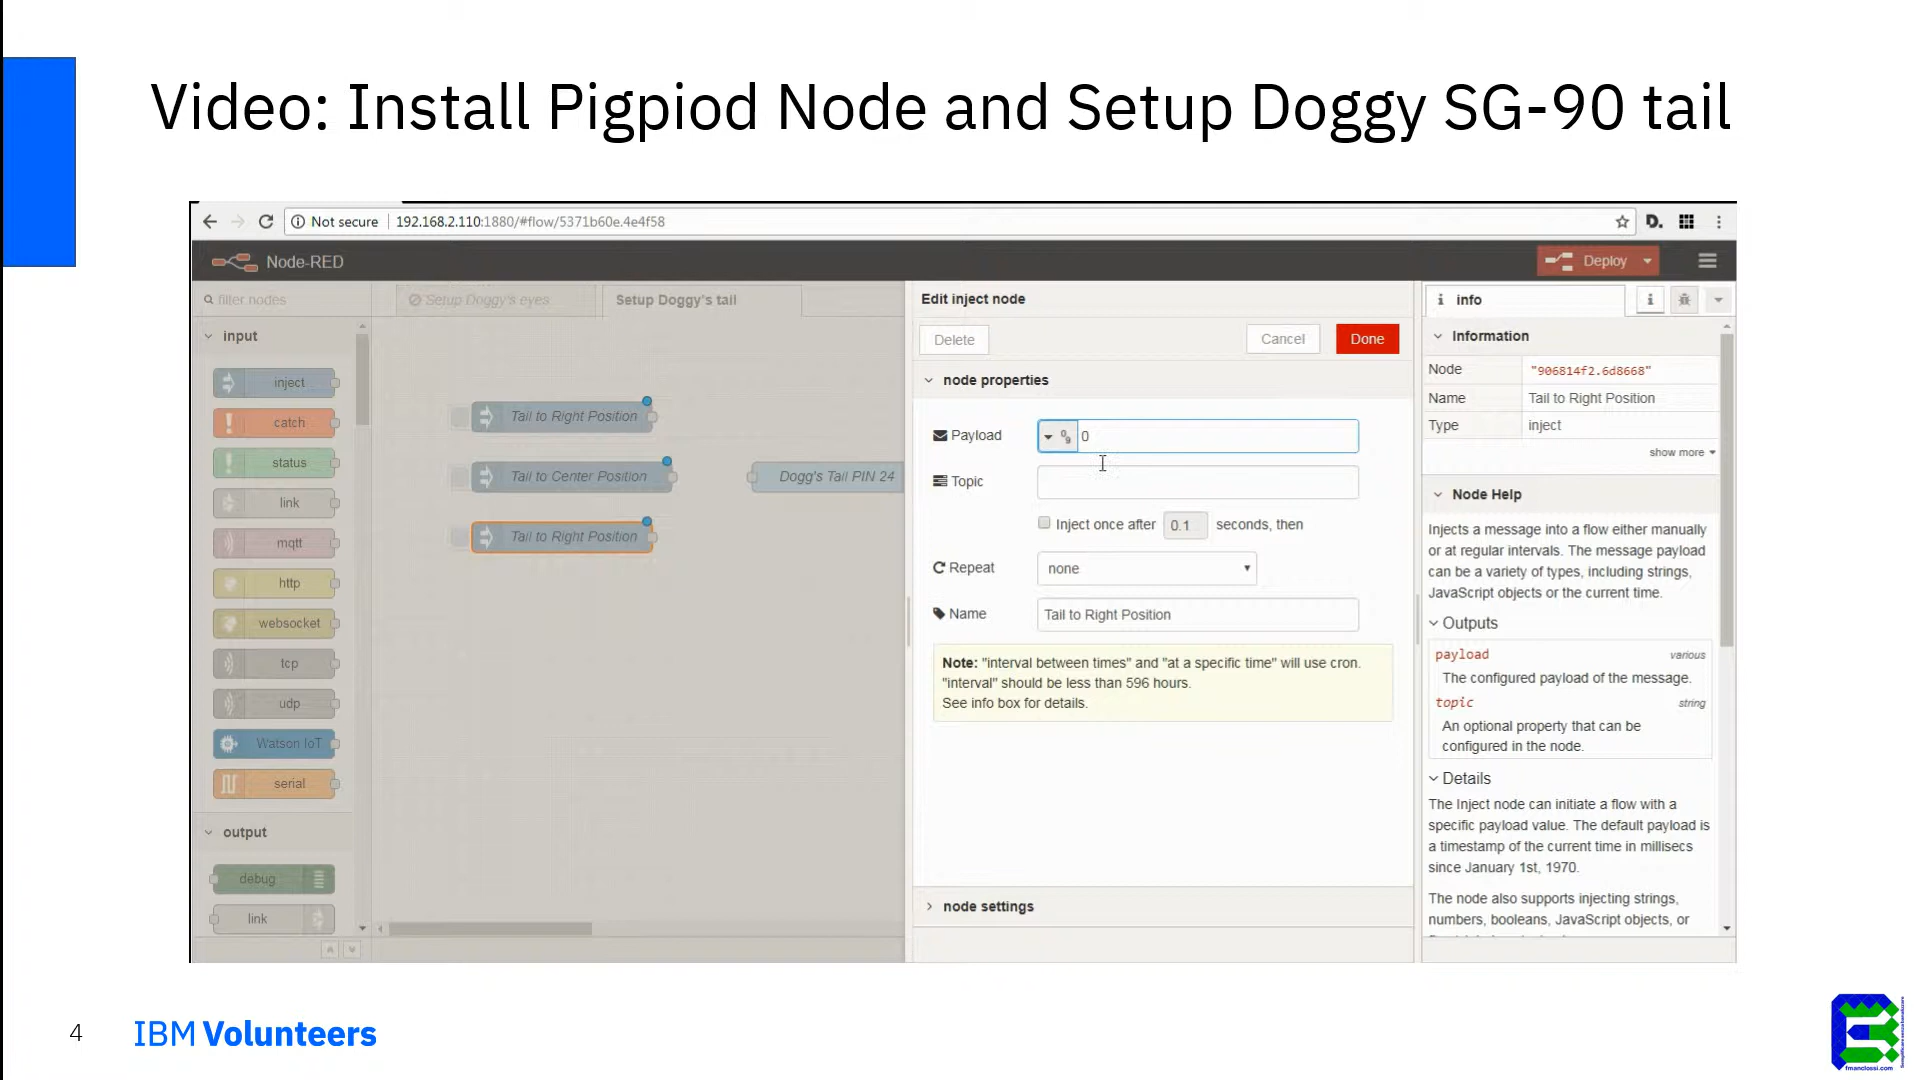 Video: Install Pigpiod Node and Setup Doggy SG-90 tail
Not secure
192.168.2.110:1880/#flow/5371b60e.4e4f58
D.
Node-RED
Deploy
filter nodes
Setup Doggy's eyes
Setup Doggy's tail
input
inject
catch
status
link
mqtt
http
websocket
tcp
udp
Watson IoT
serial
output
debug
link
Tail to Right Position
Tail to Center Position
Dogg's Tail PIN 24
Tail to Right Position
Edit inject node
Delete
Cancel
Done
node properties
Payload
0
Topic
Inject once after 0.1 seconds, then
Repeat
none
Name
Tail to Right Position
Note: "interval between times" and "at a specific time" will use cron.
"interval" should be less than 596 hours.
See info box for details.
node settings
info
Information
Node "906814f2.6d8668"
Name Tail to Right Position
Type inject
show more
Node Help
Injects a message into a flow either manually
or at regular intervals. The message payload
can be a variety of types, including strings,
JavaScript objects or the current time.
Outputs
payload various
The configured payload of the message.
topic string
An optional property that can be
configured in the node.
Details
The Inject node can initiate a flow with a
specific payload value. The default payload is
a timestamp of the current time in millisecs
since January 1st, 1970.
The node also supports injecting strings,
numbers, booleans, JavaScript objects, or
4
IBM Volunteers
fmanclossi.com